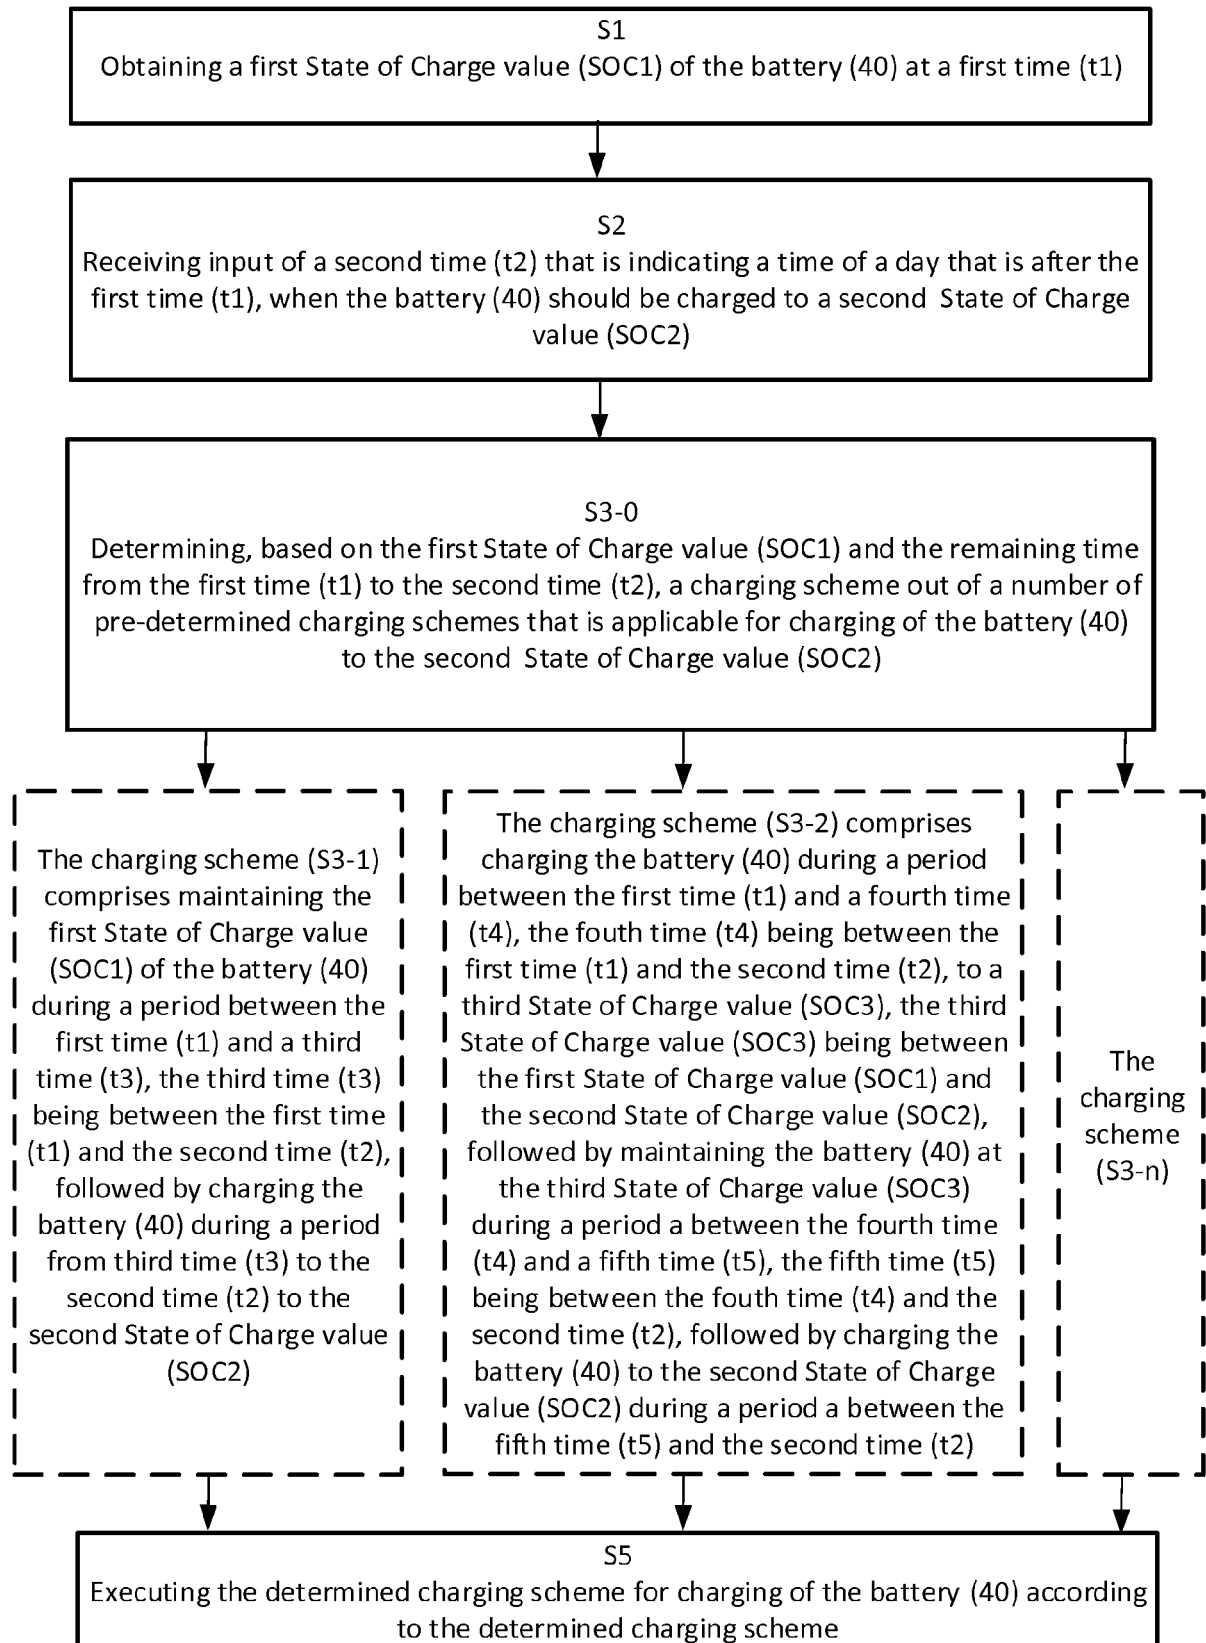 S1
Obtaining a first State of Charge value (SOC1) of the battery (40) at a first time (t1)
S2
Receiving input of a second time (t2) that is indicating a time of a day that is after the
first time (t1), when the battery (40) should be charged to a second State of Charge
value (SOC2)
S3-0
Determining, based on the first State of Charge value (SOC1) and the remaining time
from the first time (t1) to the second time (t2), a charging scheme out of a number of
pre-determined charging schemes that is applicable for charging of the battery (40)
to the second State of Charge value (SOC2)
The charging scheme (S3-1)
comprises maintaining the
first State of Charge value
(SOC1) of the battery (40)
during a period between the
first time (t1) and a third
time (t3), the third time (t3)
being between the first time
(t1) and the second time (t2),
followed by charging the
battery (40) during a period
from third time (t3) to the
second time (t2) to the
second State of Charge value
(SOC2)
The charging scheme (S3-2) comprises
charging the battery (40) during a period
between the first time (t1) and a fourth time
(t4), the fouth time (t4) being between the
first time (t1) and the second time (t2), to a
third State of Charge value (SOC3), the third
State of Charge value (SOC3) being between
the first State of Charge value (SOC1) and
the second State of Charge value (SOC2),
followed by maintaining the battery (40) at
the third State of Charge value (SOC3)
during a period a between the fourth time
(t4) and a fifth time (t5), the fifth time (t5)
being between the fouth time (t4) and the
second time (t2), followed by charging the
battery (40) to the second State of Charge
value (SOC2) during a period a between the
fifth time (t5) and the second time (t2)
The
charging
scheme
(S3-n)
S5
Executing the determined charging scheme for charging of the battery (40) according
to the determined charging scheme